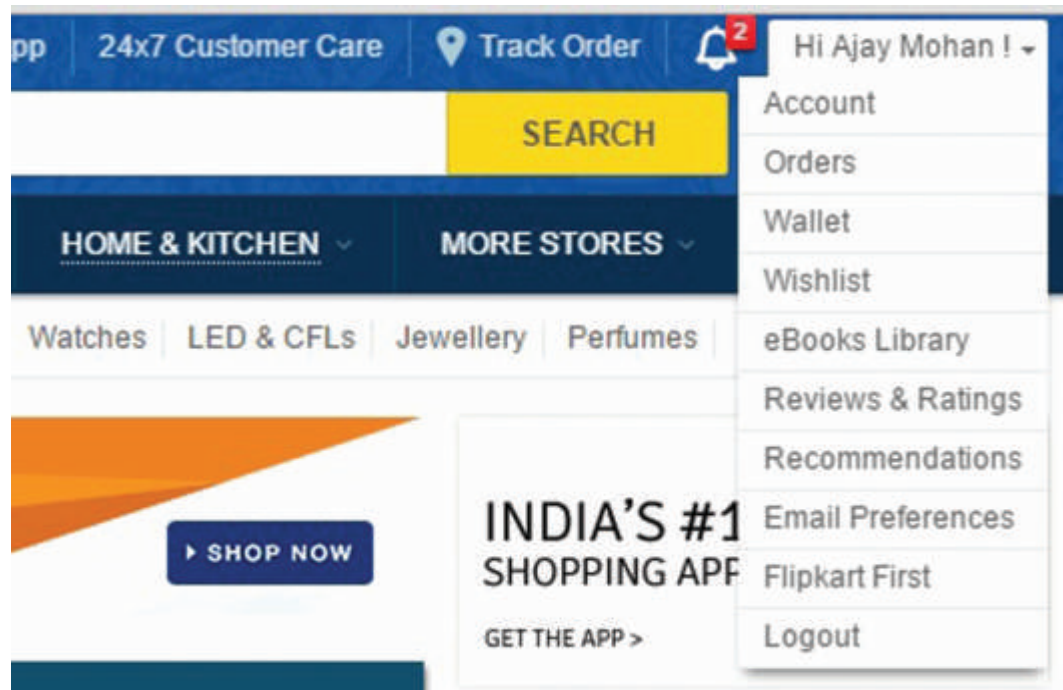 pp 24x7 Customer Care Track Order 2 Hi Ajay Mohan !
SEARCH
HOME & KITCHEN MORE STORES
Watches LED & CFLs Jewellery Perfumes
Account
Orders
Wallet
Wishlist
eBooks Library
Reviews & Ratings
Recommendations
Email Preferences
Flipkart First
Logout
SHOP NOW
INDIA'S #1
SHOPPING APP
GET THE APP >